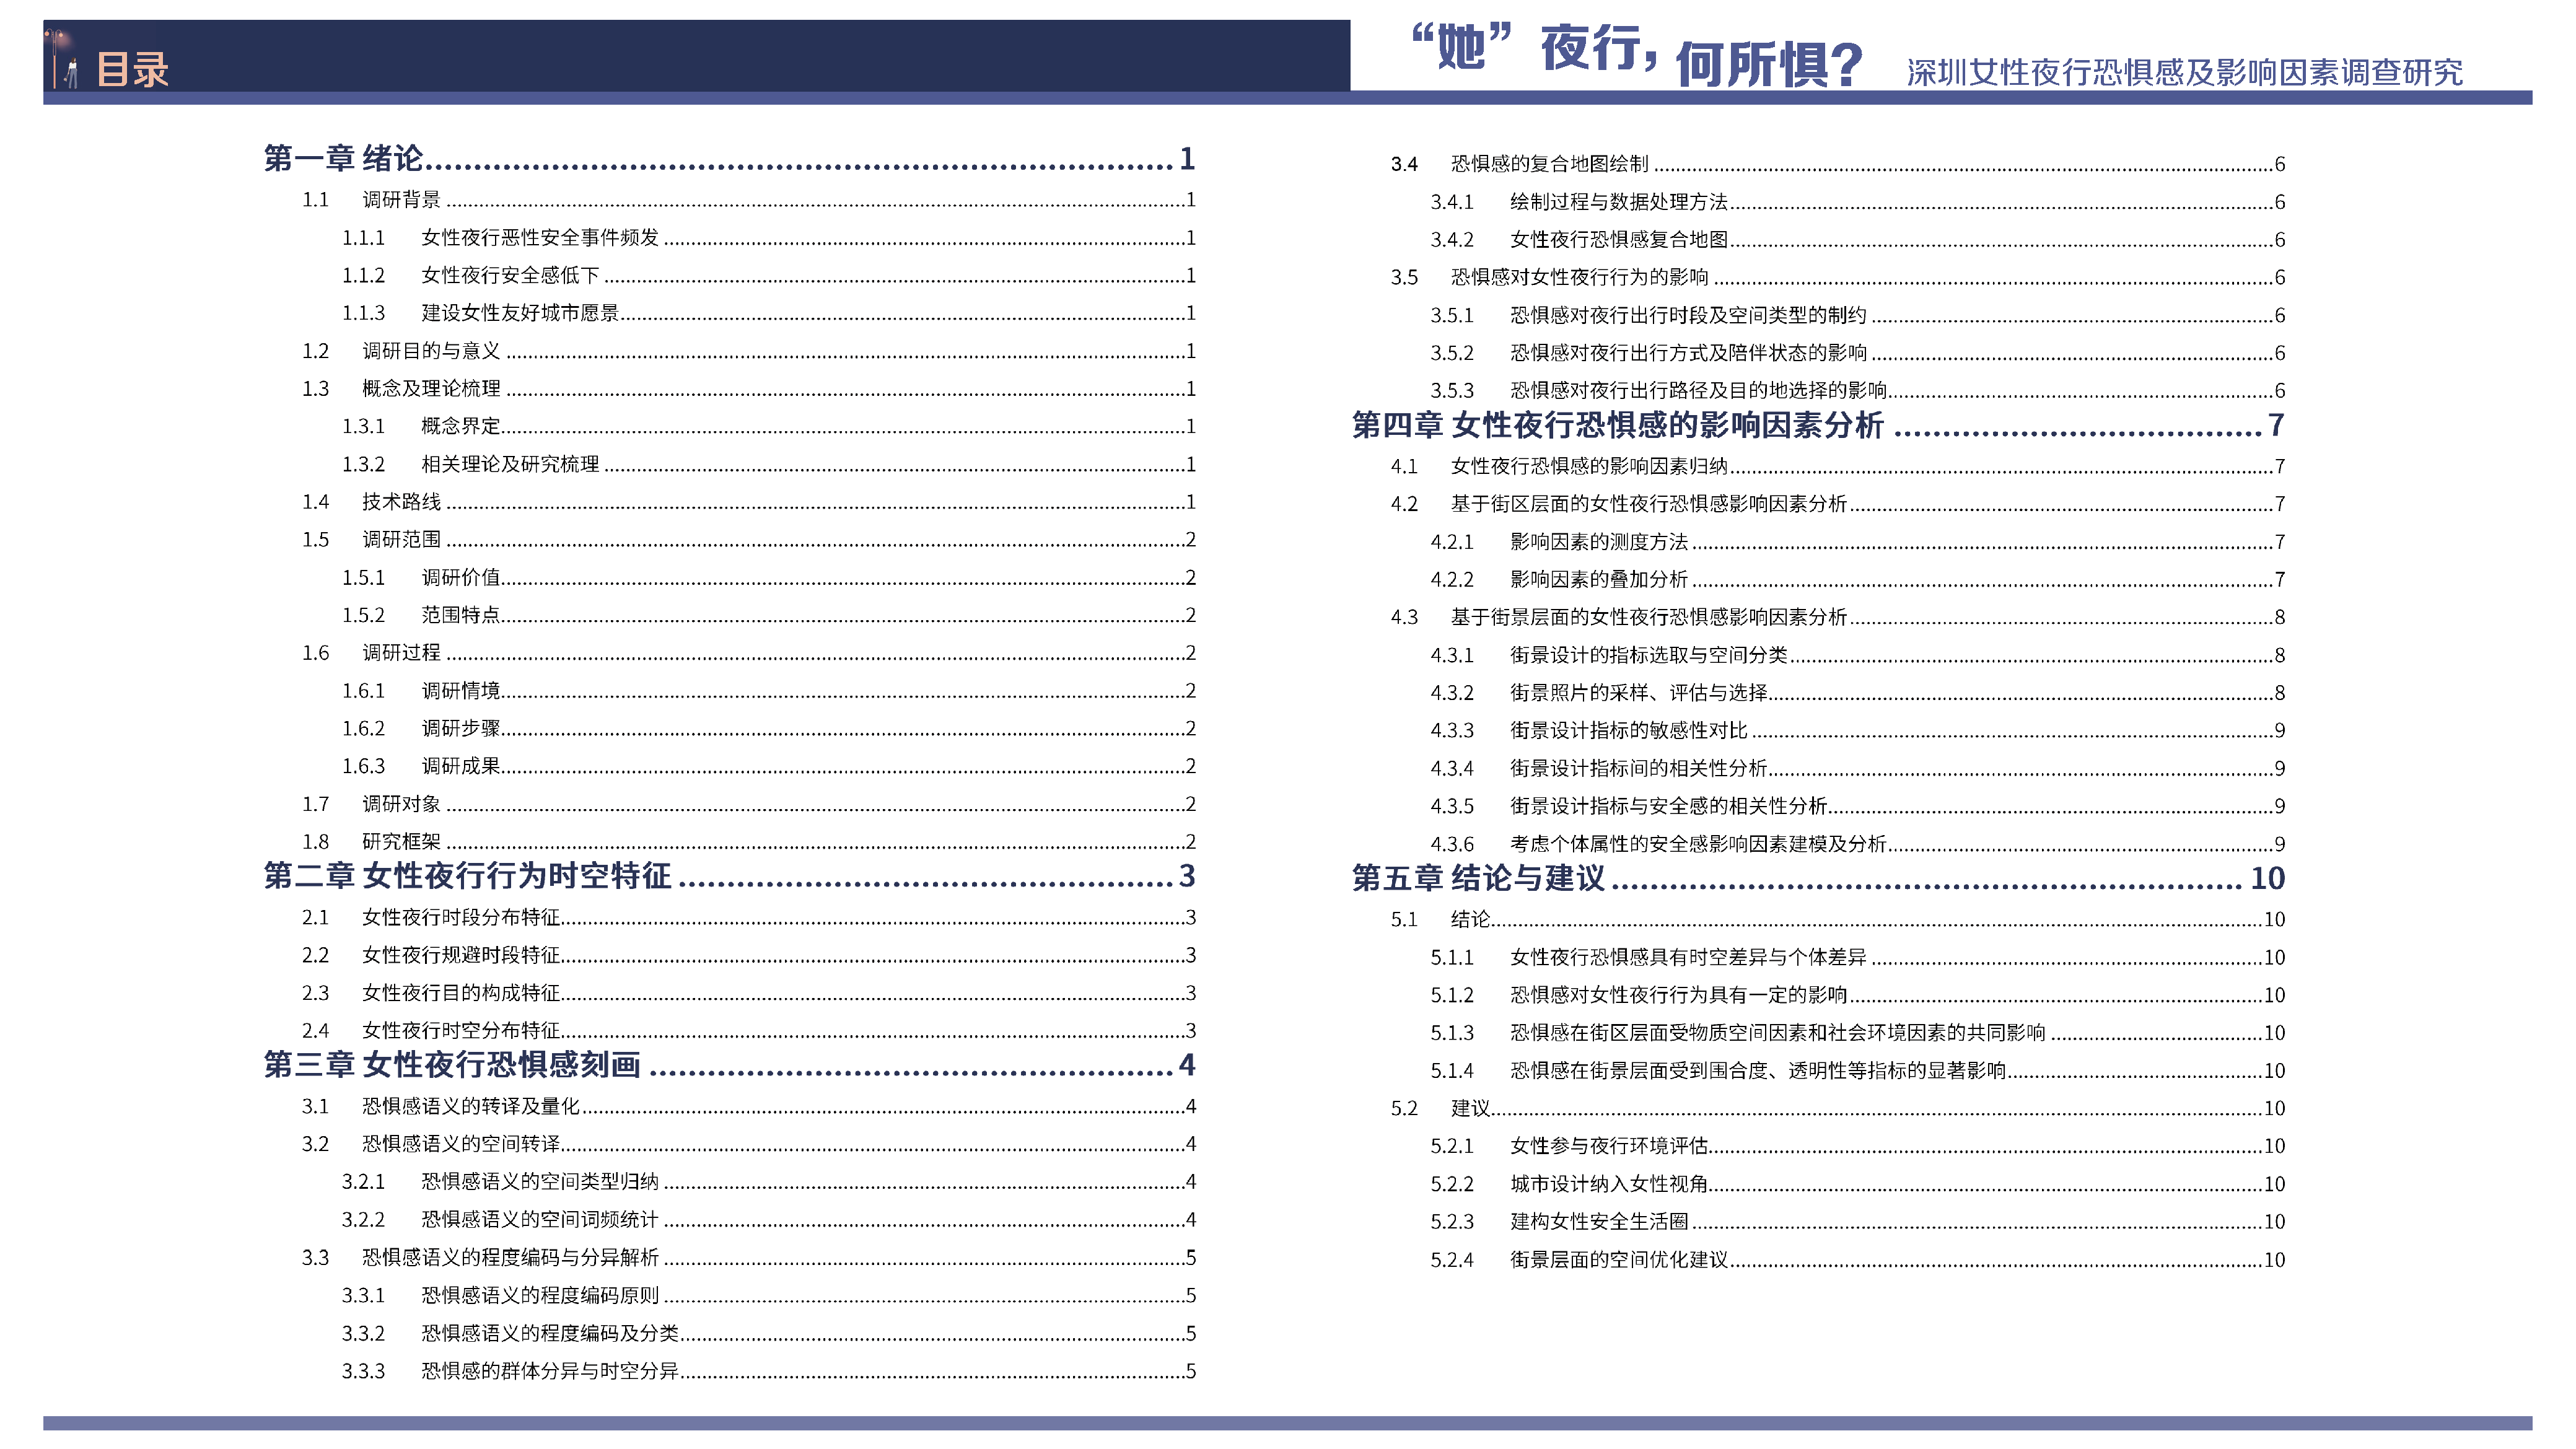 目录
“她”夜行，何所惧？ 深圳女性夜行恐惧感及影响因素调查研究
第一章 绪论 1
1.1 调研背景 1
1.1.1 女性夜行恶性安全事件频发 1
1.1.2 女性夜行安全感低下 1
1.1.3 建设女性友好城市愿景 1
1.2 调研目的与意义 1
1.3 概念及理论梳理 1
1.3.1 概念界定 1
1.3.2 相关理论及研究梳理 1
1.4 技术路线 1
1.5 调研范围 2
1.5.1 调研价值 2
1.5.2 范围特点 2
1.6 调研过程 2
1.6.1 调研情境 2
1.6.2 调研步骤 2
1.6.3 调研成果 2
1.7 调研对象 2
1.8 研究框架 2
第二章 女性夜行行为时空特征 3
2.1 女性夜行时段分布特征 3
2.2 女性夜行规避时段特征 3
2.3 女性夜行目的构成特征 3
2.4 女性夜行时空分布特征 3
第三章 女性夜行恐惧感刻画 4
3.1 恐惧感语义的转译及量化 4
3.2 恐惧感语义的空间转译 4
3.2.1 恐惧感语义的空间类型归纳 4
3.2.2 恐惧感语义的空间词频统计 4
3.3 恐惧感语义的程度编码与分异解析 5
3.3.1 恐惧感语义的程度编码原则 5
3.3.2 恐惧感语义的程度编码及分类 5
3.3.3 恐惧感的群体分异与时空分异 5
3.4 恐惧感的复合地图绘制 6
3.4.1 绘制过程与数据处理方法 6
3.4.2 女性夜行恐惧感复合地图 6
3.5 恐惧感对女性夜行行为的影响 6
3.5.1 恐惧感对夜行出行时段及空间类型的制约 6
3.5.2 恐惧感对夜行出行方式及陪伴状态的影响 6
3.5.3 恐惧感对夜行出行路径及目的地选择的影响 6
第四章 女性夜行恐惧感的影响因素分析 7
4.1 女性夜行恐惧感的影响因素归纳 7
4.2 基于街区层面的女性夜行恐惧感影响因素分析 7
4.2.1 影响因素的测度方法 7
4.2.2 影响因素的叠加分析 7
4.3 基于街景层面的女性夜行恐惧感影响因素分析 8
4.3.1 街景设计的指标选取与空间分类 8
4.3.2 街景照片的采样、评估与选择 8
4.3.3 街景设计指标的敏感性对比 9
4.3.4 街景设计指标间的相关性分析 9
4.3.5 街景设计指标与安全感的相关性分析 9
4.3.6 考虑个体属性的安全感影响因素建模及分析 9
第五章 结论与建议 10
5.1 结论 10
5.1.1 女性夜行恐惧感具有时空差异与个体差异 10
5.1.2 恐惧感对女性夜行行为具有一定的影响 10
5.1.3 恐惧感在街区层面受物质空间因素和社会环境因素的共同影响 10
5.1.4 恐惧感在街景层面受到围合度、透明性等指标的显著影响 10
5.2 建议 10
5.2.1 女性参与夜行环境评估 10
5.2.2 城市设计纳入女性视角 10
5.2.3 建构女性安全生活圈 10
5.2.4 街景层面的空间优化建议 10